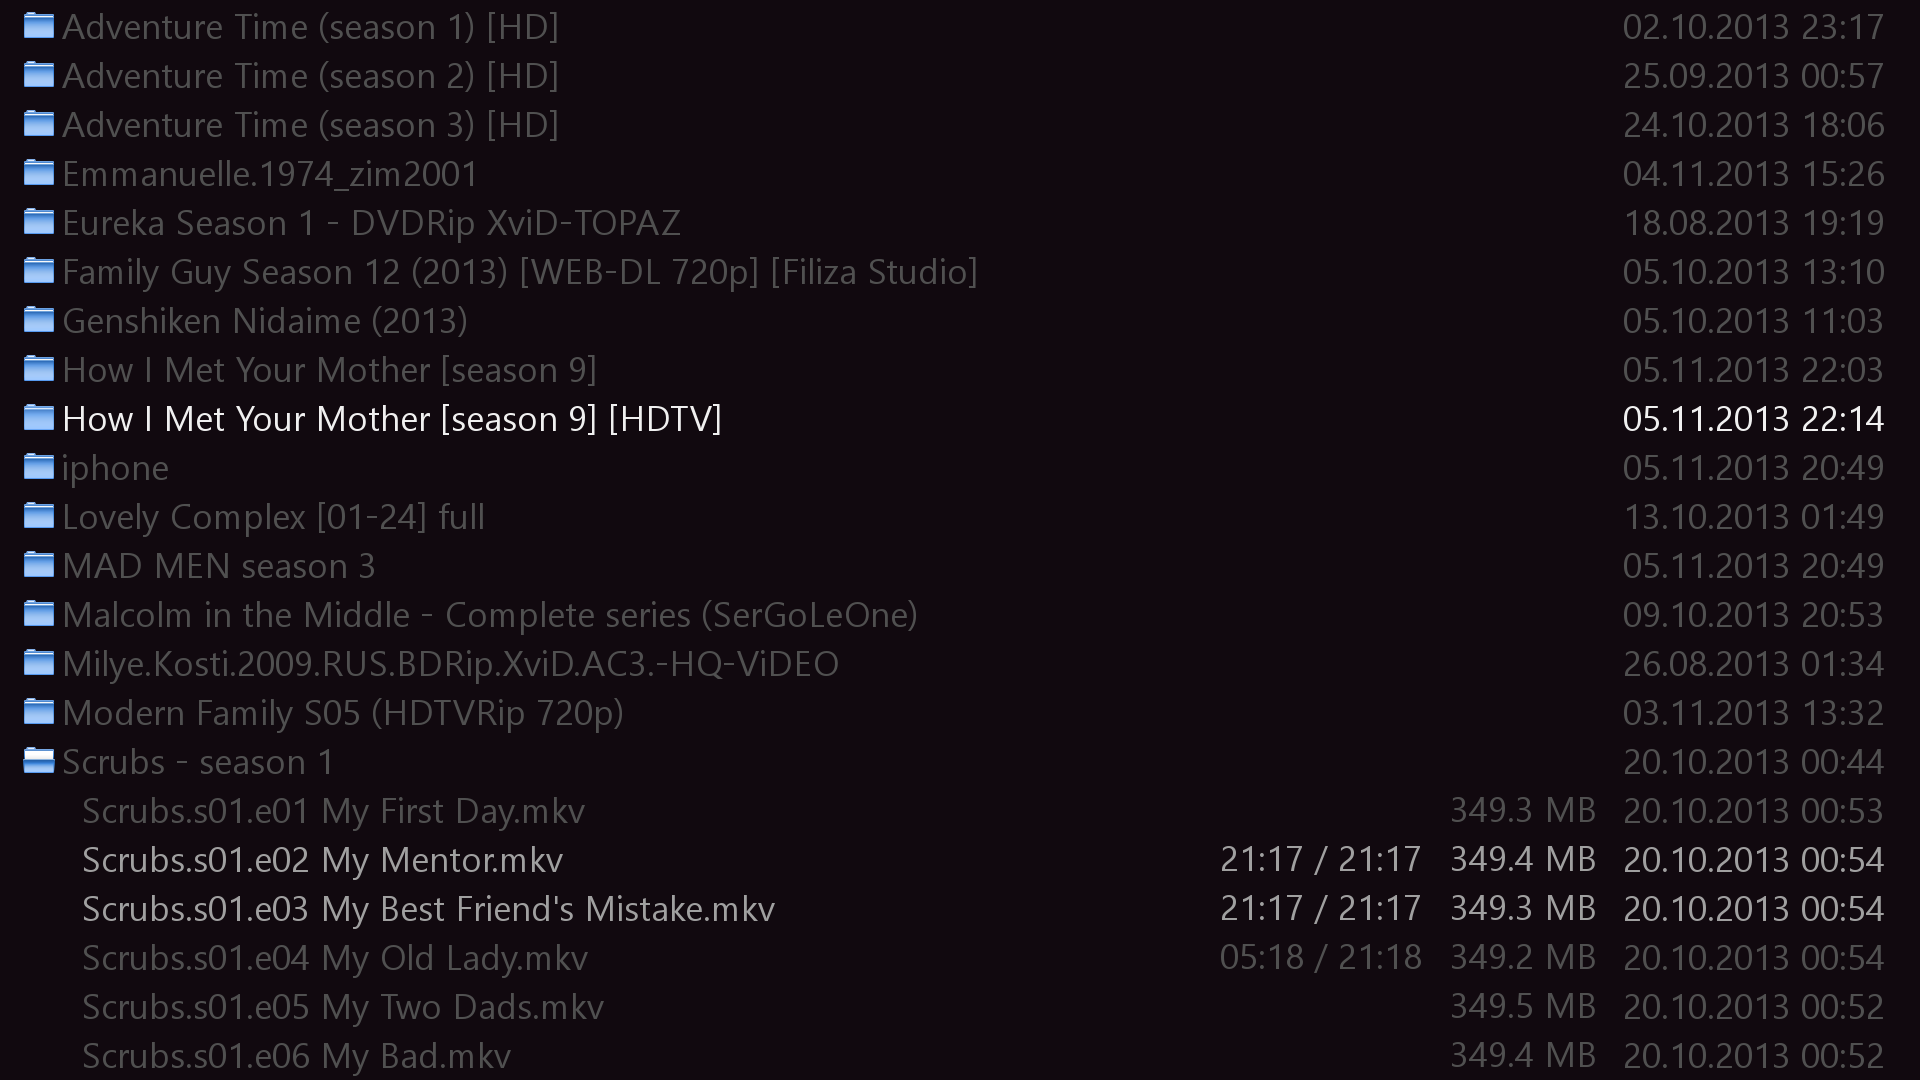 Adventure Time (season 1) [HD] 02.10.2013 23:17
Adventure Time (season 2) [HD] 25.09.2013 00:57
Adventure Time (season 3) [HD] 24.10.2013 18:06
Emmanuelle.1974_zim2001 04.11.2013 15:26
Eureka Season 1 - DVDRip XviD-TOPAZ 18.08.2013 19:19
Family Guy Season 12 (2013) [WEB-DL 720p] [Filiza Studio] 05.10.2013 13:10
Genshiken Nidaime (2013) 05.10.2013 11:03
How I Met Your Mother [season 9] 05.11.2013 22:03
How I Met Your Mother [season 9] [HDTV] 05.11.2013 22:14
iphone 05.11.2013 20:49
Lovely Complex [01-24] full 13.10.2013 01:49
MAD MEN season 3 05.11.2013 20:49
Malcolm in the Middle - Complete series (SerGoLeOne) 09.10.2013 20:53
Milye.Kosti.2009.RUS.BDRip.XviD.AC3.-HQ-ViDEO 26.08.2013 01:34
Modern Family S05 (HDTVRip 720p) 03.11.2013 13:32
Scrubs - season 1 20.10.2013 00:44
Scrubs.s01.e01 My First Day.mkv 349.3 MB 20.10.2013 00:53
Scrubs.s01.e02 My Mentor.mkv 21:17 / 21:17 349.4 MB 20.10.2013 00:54
Scrubs.s01.e03 My Best Friend's Mistake.mkv 21:17 / 21:17 349.3 MB 20.10.2013 00:54
Scrubs.s01.e04 My Old Lady.mkv 05:18 / 21:18 349.2 MB 20.10.2013 00:54
Scrubs.s01.e05 My Two Dads.mkv 349.5 MB 20.10.2013 00:52
Scrubs.s01.e06 My Bad.mkv 349.4 MB 20.10.2013 00:52